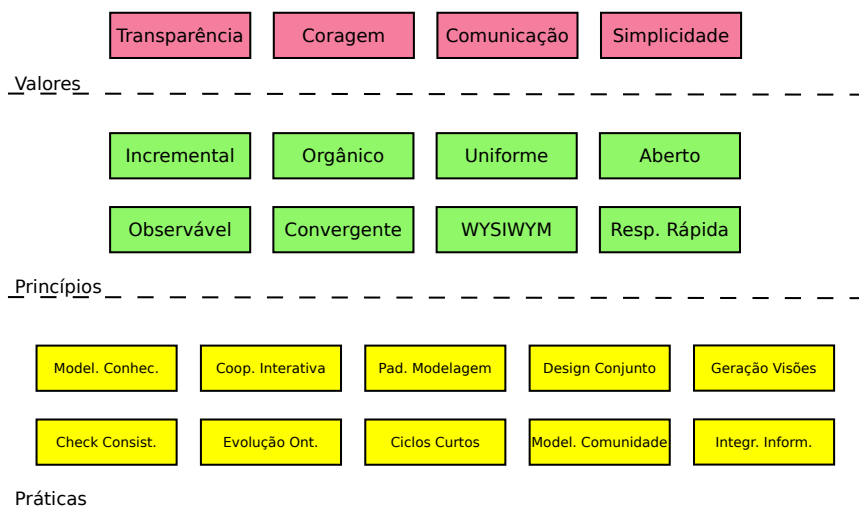 Transparência Coragem Comunicação Simplicidade
Valores
Incremental Orgânico Uniforme Aberto
Observável Convergente WYSIWYM Resp. Rápida
Princípios
Model. Conhec. Coop. Interativa Pad. Modelagem Design Conjunto Geração Visões
Check Consist. Evolução Ont. Ciclos Curtos Model. Comunidade Integr. Inform.
Práticas